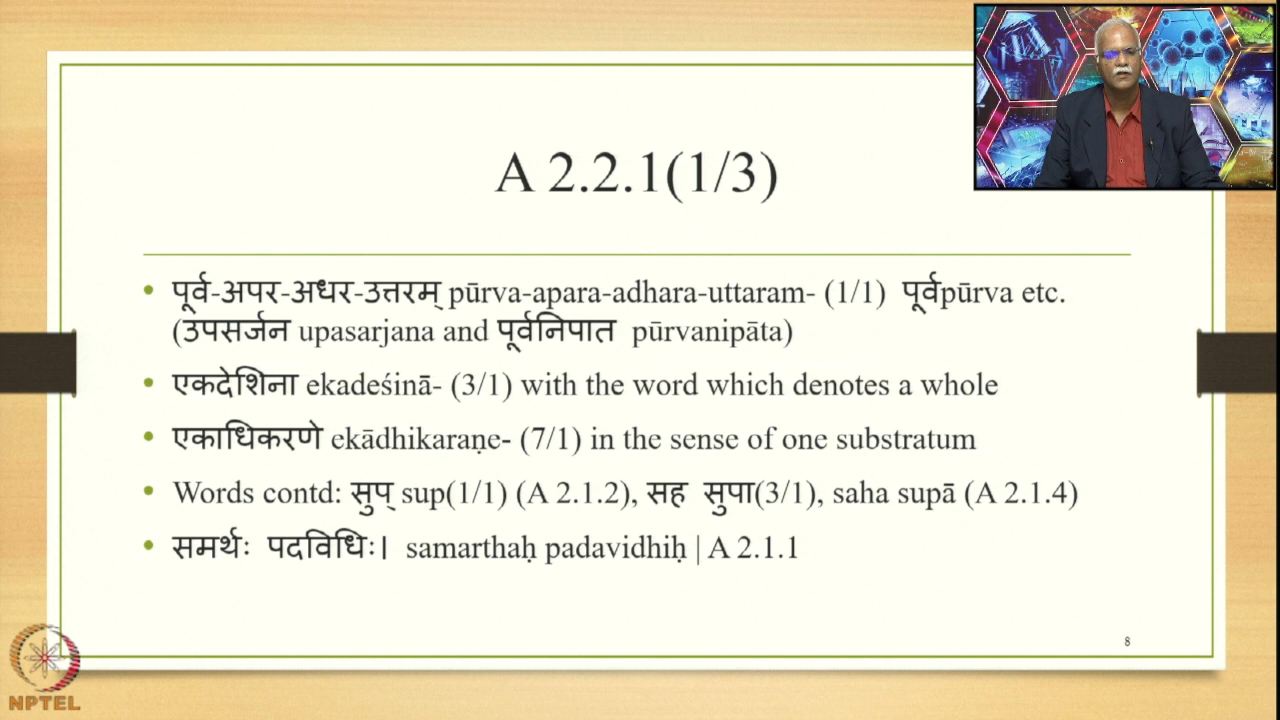 A 2.2.1(1/3)
• पूर्व-अपर-अधर-उत्तरम् pūrva-apara-adhara-uttaram- (1/1) पूर्वpūrva etc.
(उपसर्जन upasarjana and पूर्वनिपात pūrvanipāta)
• एकदेशिना ekadeśinā- (3/1) with the word which denotes a whole
• एकाधिकरणे ekādhikaraṇe- (7/1) in the sense of one substratum
• Words contd: सुप् sup(1/1) (A 2.1.2), सह सुपा(3/1), saha supā (A 2.1.4)
• समर्थः पदविधिः। samarthaḥ padavidhiḥ | A 2.1.1
8
NPTEL